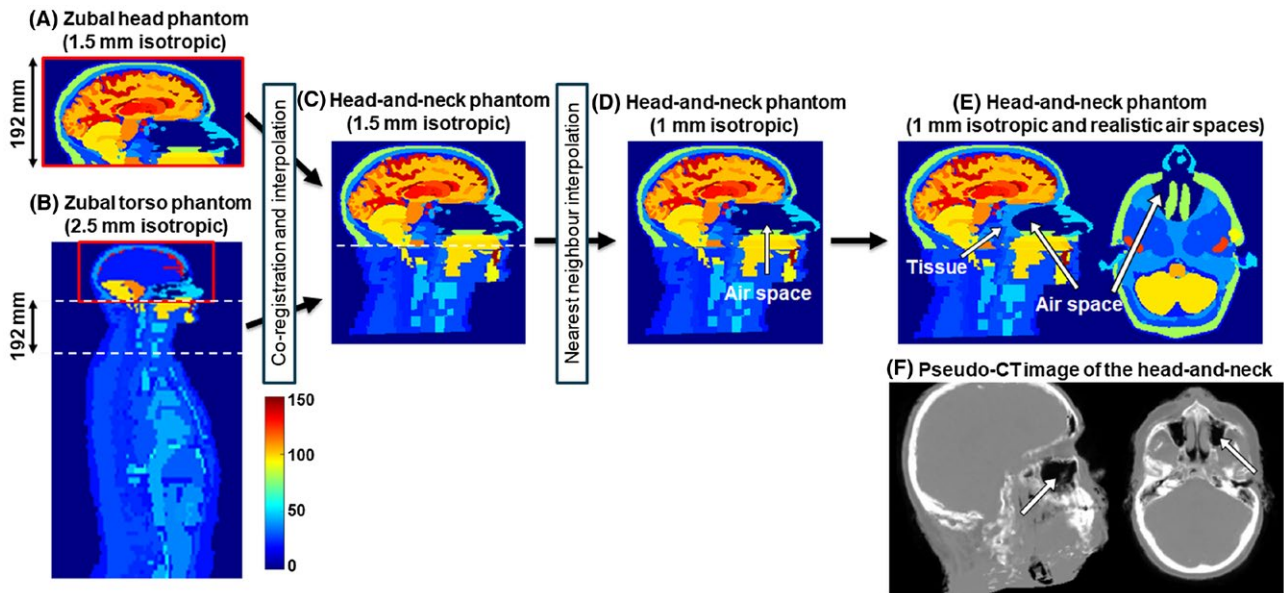 (A) Zubal head phantom
(1.5 mm isotropic)
192 mm
(B) Zubal torso phantom
(2.5 mm isotropic)
192 mm
Co-registration and interpolation
150
100
50
0
(C) Head-and-neck phantom
(1.5 mm isotropic)
Nearest neighbour interpolation
(D) Head-and-neck phantom
(1 mm isotropic)
Air space
(E) Head-and-neck phantom
(1 mm isotropic and realistic air spaces)
Tissue
Air space
(F) Pseudo-CT image of the head-and-neck